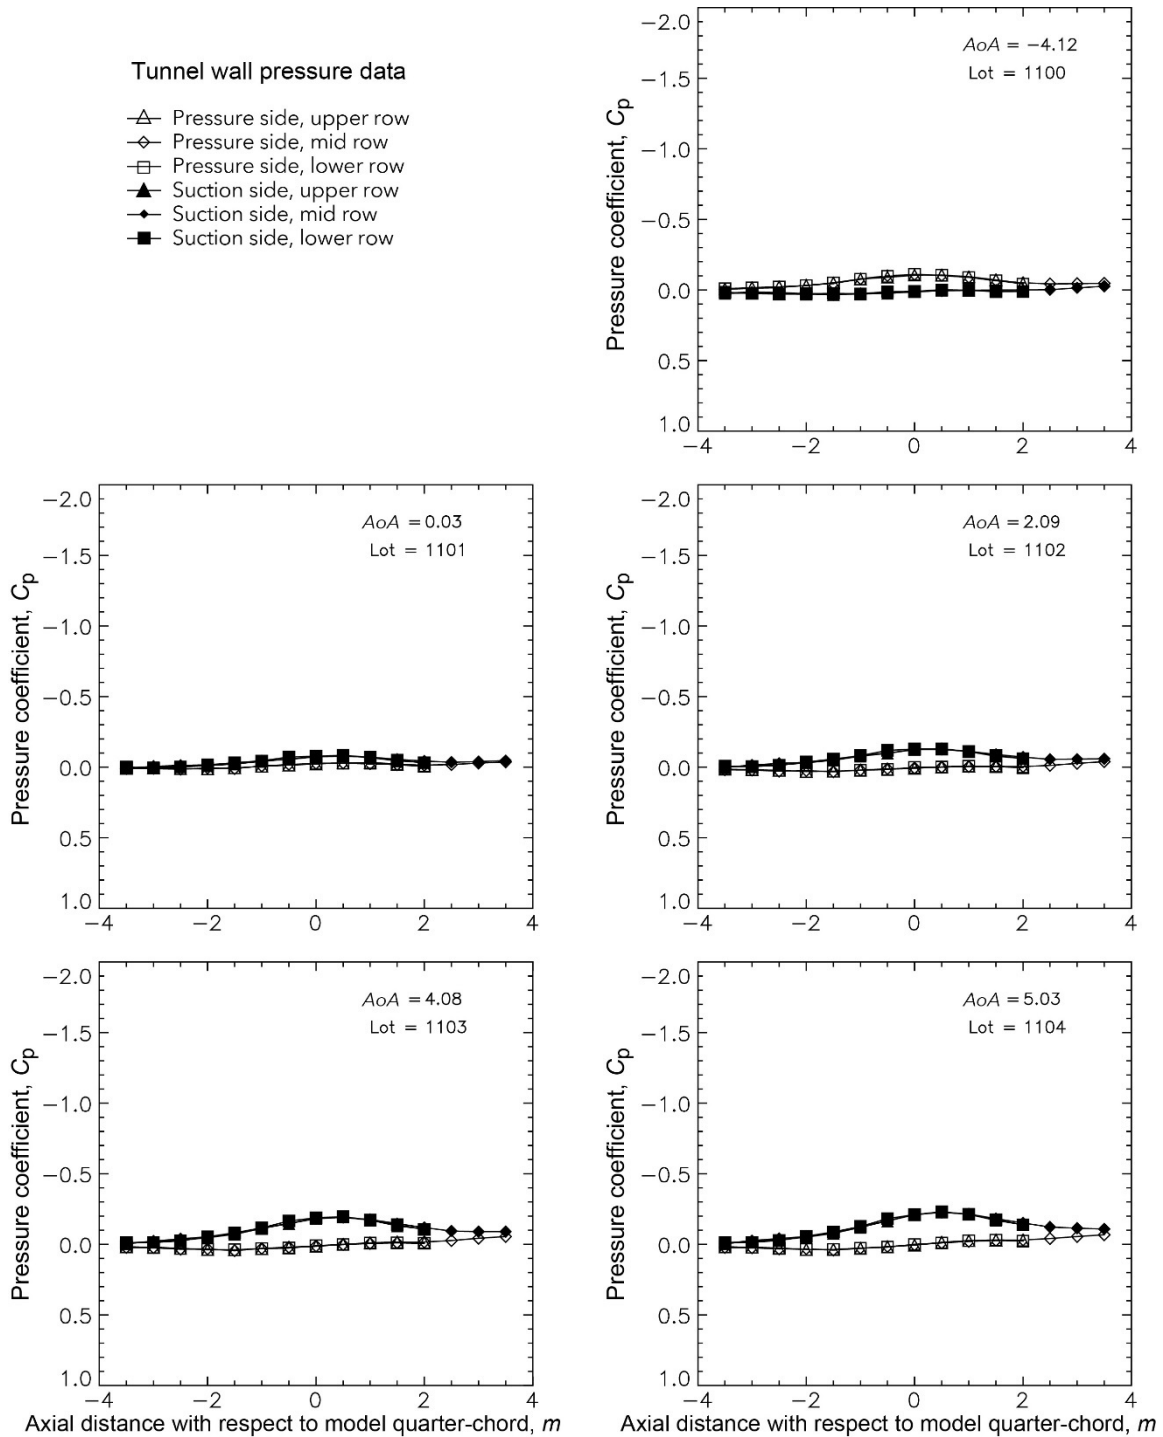 Tunnel wall pressure data
Pressure side, upper row
Pressure side, mid row
Pressure side, lower row
Suction side, upper row
Suction side, mid row
Suction side, lower row
Pressure coefficient, Cp
−2.0
−1.5
−1.0
−0.5
0.0
0.5
1.0
AoA = −4.12
Lot = 1100
−4 −2 0 2 4
Pressure coefficient, Cp
−2.0
−1.5
−1.0
−0.5
0.0
0.5
1.0
AoA = 0.03
Lot = 1101
−4 −2 0 2 4
Pressure coefficient, Cp
−2.0
−1.5
−1.0
−0.5
0.0
0.5
1.0
AoA = 2.09
Lot = 1102
−4 −2 0 2 4
Pressure coefficient, Cp
−2.0
−1.5
−1.0
−0.5
0.0
0.5
1.0
AoA = 4.08
Lot = 1103
−4 −2 0 2 4
Axial distance with respect to model quarter-chord, m
Pressure coefficient, Cp
−2.0
−1.5
−1.0
−0.5
0.0
0.5
1.0
AoA = 5.03
Lot = 1104
−4 −2 0 2 4
Axial distance with respect to model quarter-chord, m